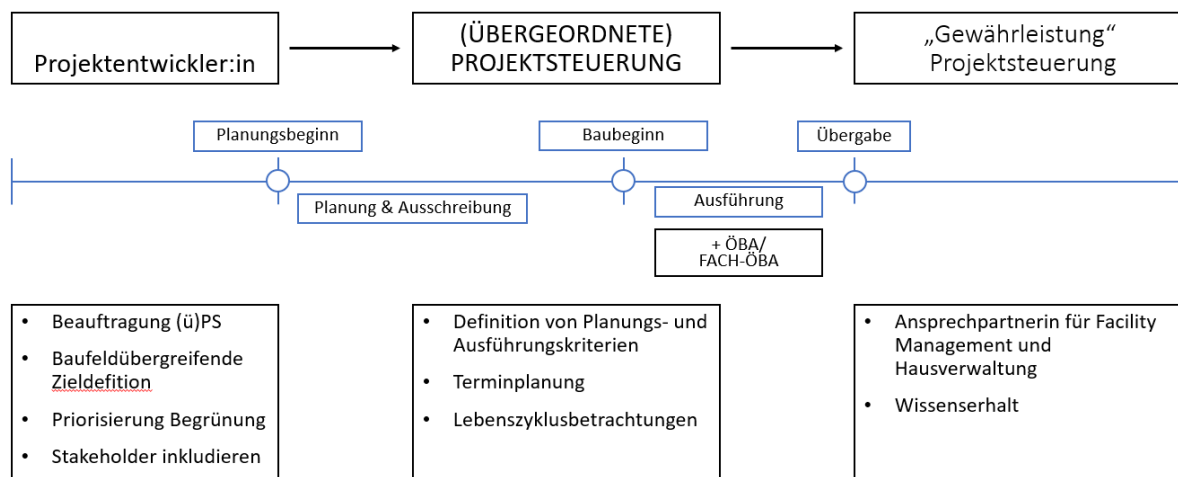 Projektentwickler:in
(ÜBERGEORDNETE)
PROJEKTSTEUERUNG
„Gewährleistung“
Projektsteuerung
Planungsbeginn
Baubeginn
Übergabe
Planung & Ausschreibung
Ausführung
+ ÖBA/
FACH-ÖBA
• Beauftragung (ü)PS
• Baufeldübergreifende
Zieldefition
• Priorisierung Begrünung
• Stakeholder inkludieren
• Definition von Planungs- und
Ausführungskriterien
• Terminplanung
• Lebenszyklusbetrachtungen
• Ansprechpartnerin für Facility
Management und
Hausverwaltung
• Wissenserhalt